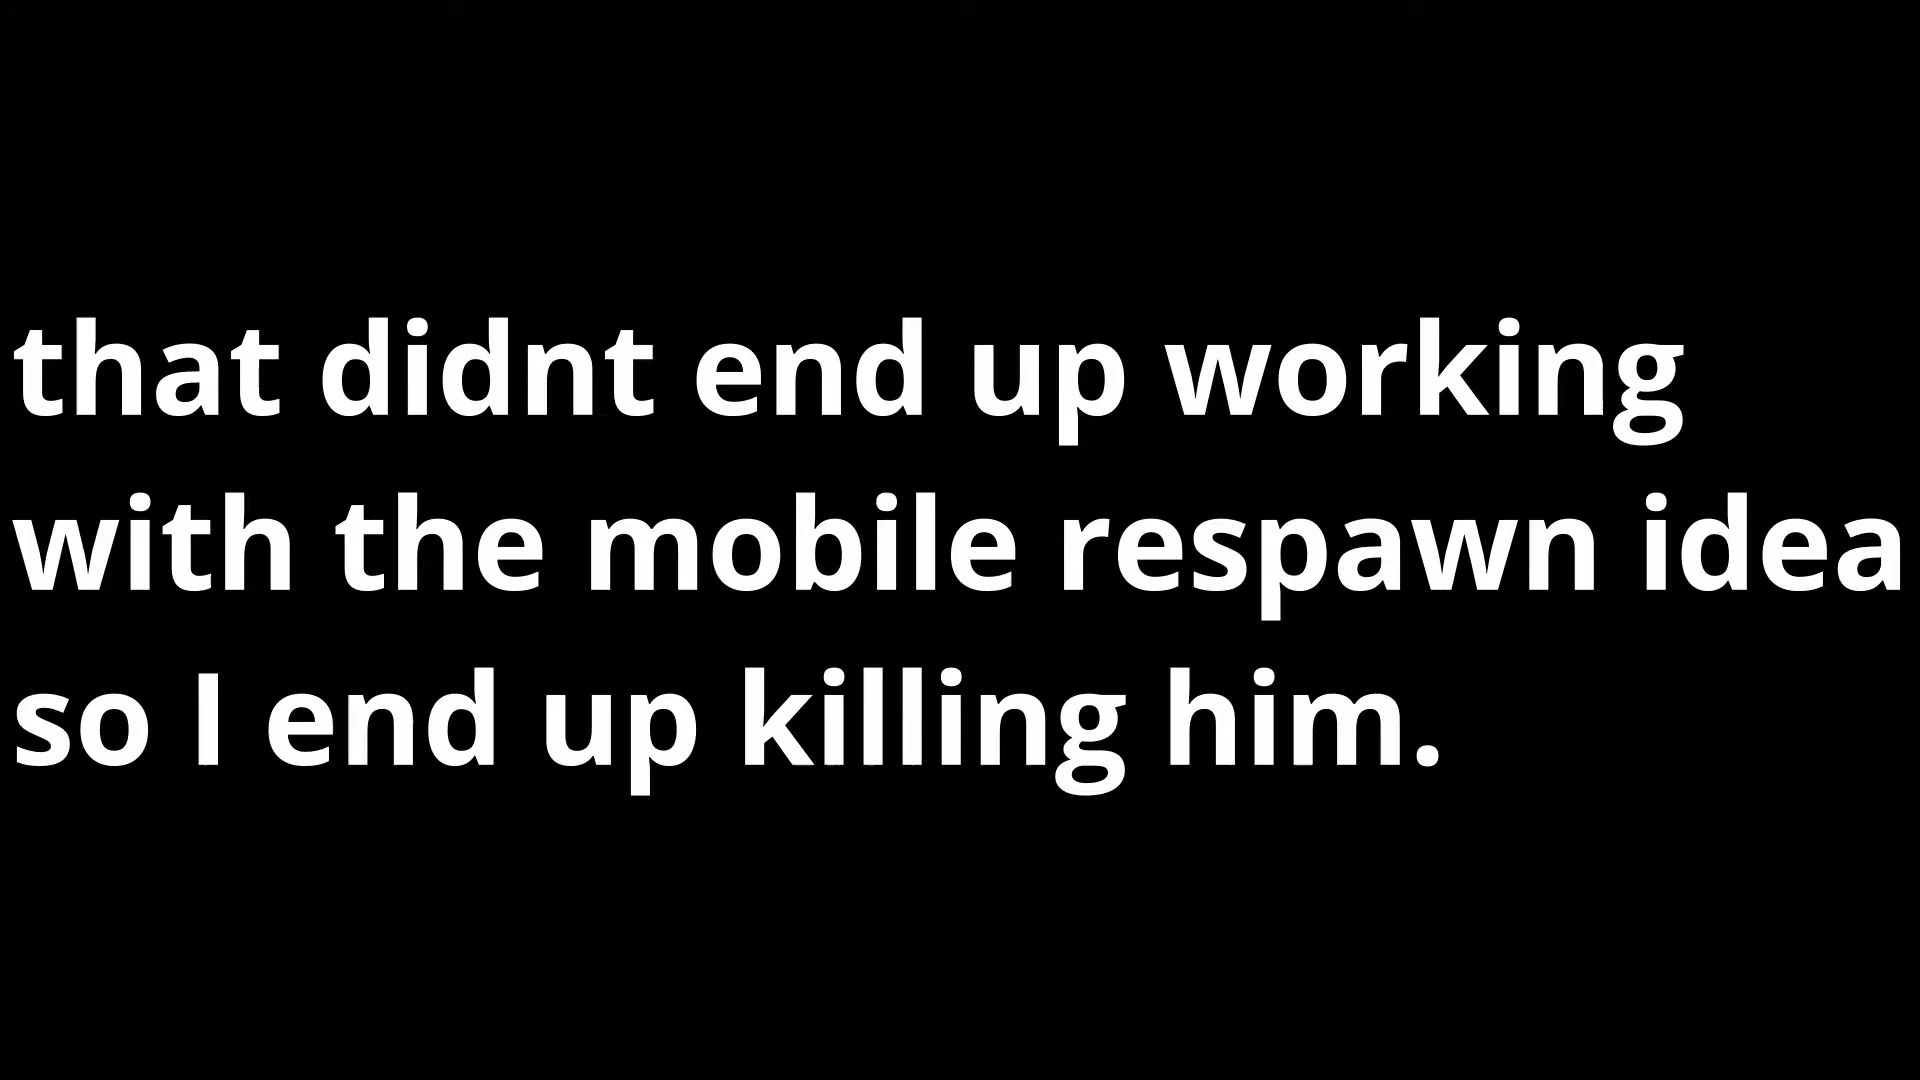 that didnt end up working
with the mobile respawn idea
so I end up killing him.